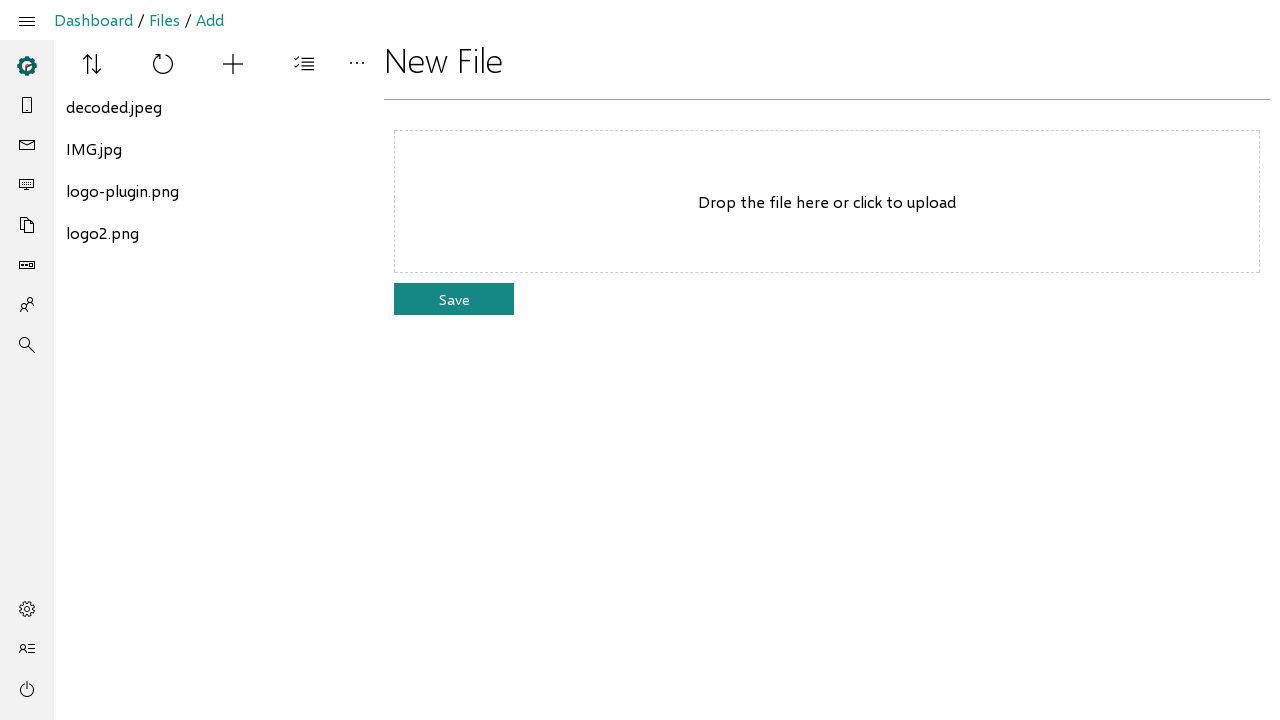 Dashboard / Files / Add
New File
decoded.jpeg
IMG.jpg
logo-plugin.png
logo2.png
Drop the file here or click to upload
Save